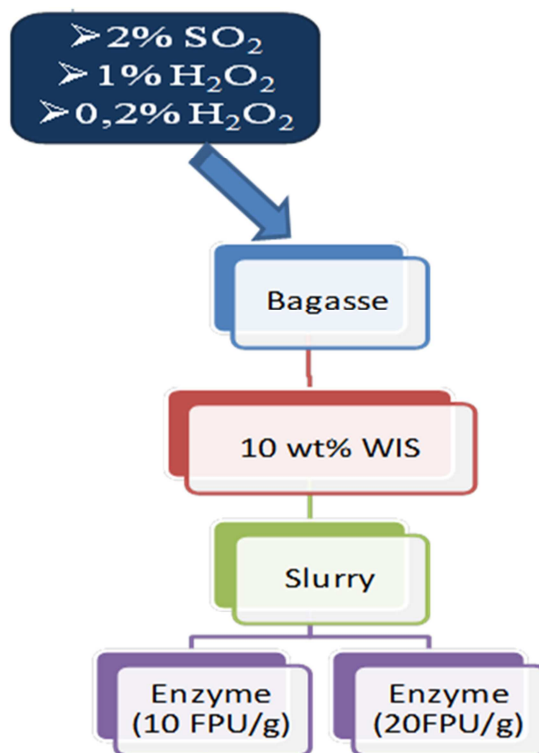 ➢2% SO₂
➢1% H₂O₂
➢0,2% H₂O₂
Bagasse
10 wt% WIS
Slurry
Enzyme
(10 FPU/g)
Enzyme
(20FPU/g)